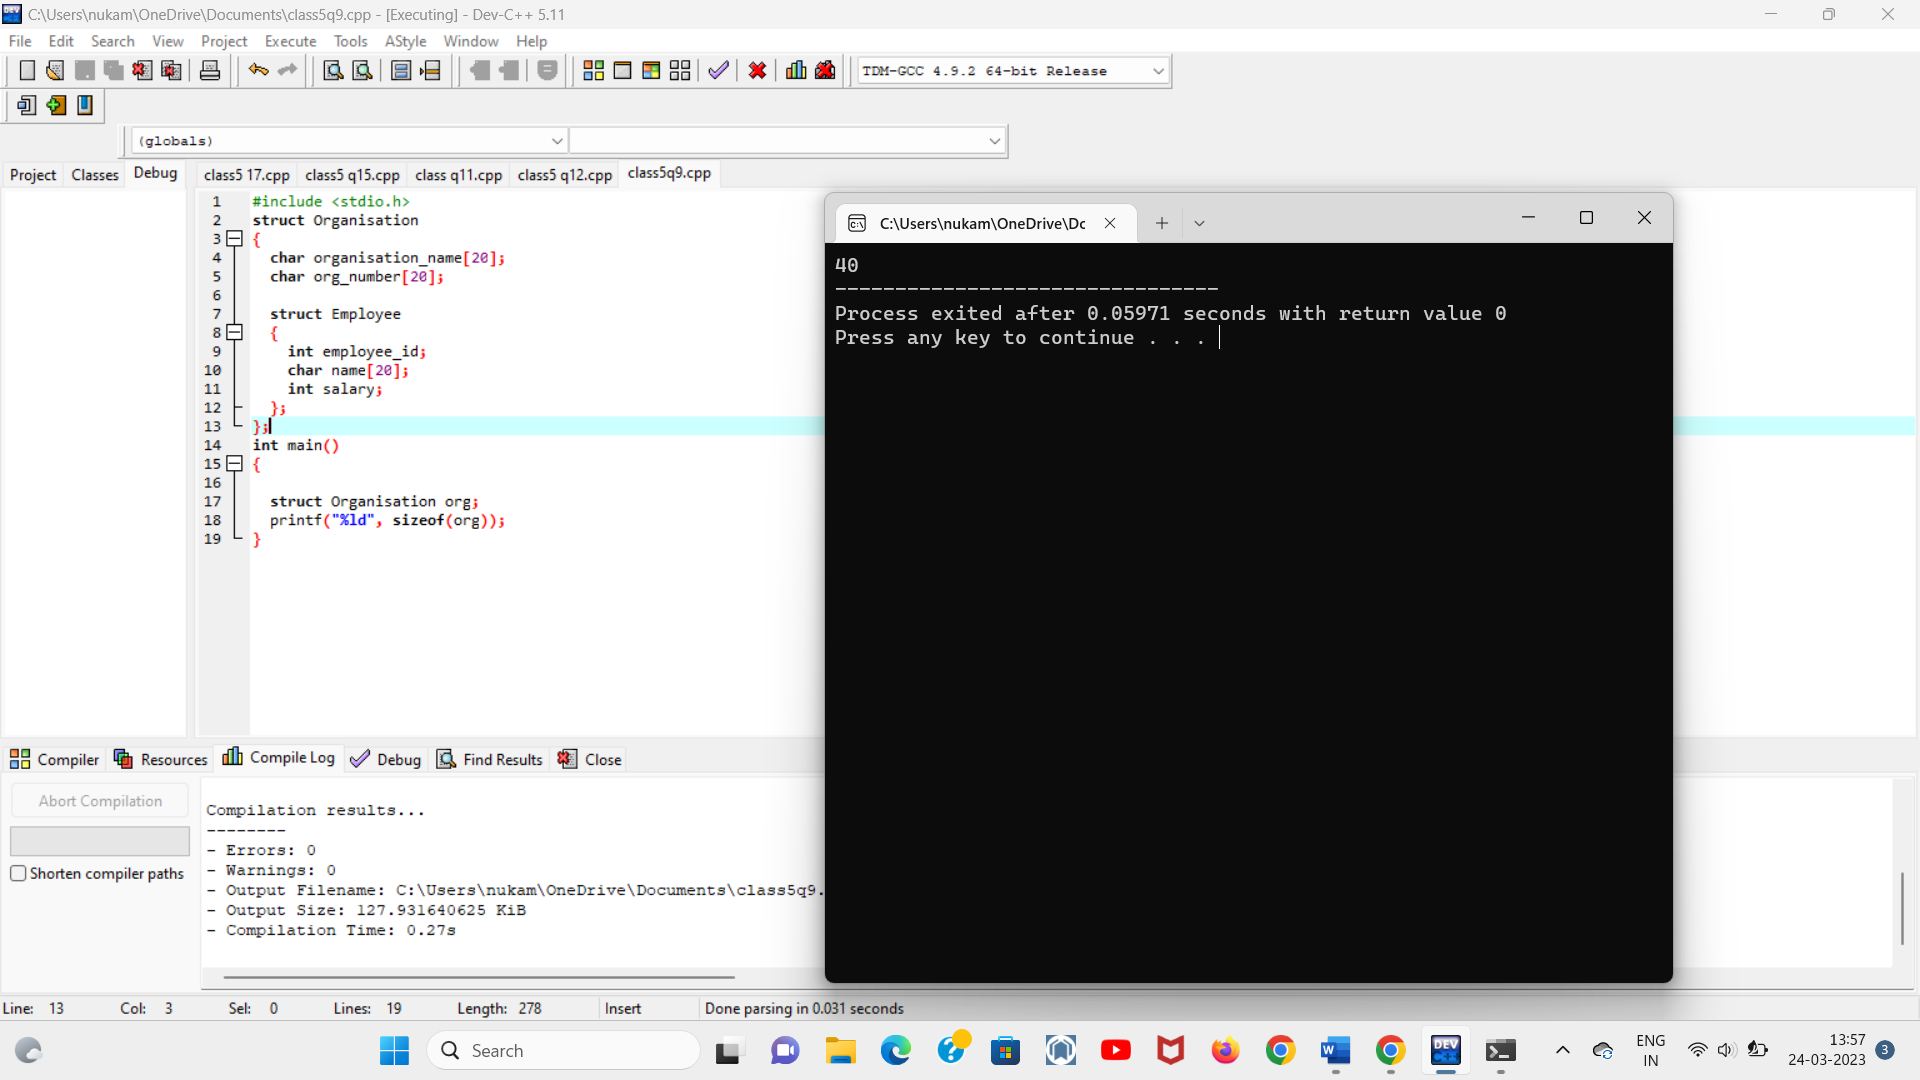 C:\Users\nukam\OneDrive\Documents\class5q9.cpp - [Executing] - Dev-C++ 5.11
File Edit Search View Project Execute Tools AStyle Window Help
TDM-GCC 4.9.2 64-bit Release
(globals)
Project Classes Debug
class5 17.cpp class5 q15.cpp class q11.cpp class5 q12.cpp class5q9.cpp
1 #include <stdio.h>
2 struct Organisation
3 {
4 char organisation_name[20];
5 char org_number[20];
6
7 struct Employee
8 {
9 int employee_id;
10 char name[20];
11 int salary;
12 };
13 };
14 int main()
15 {
16
17 struct Organisation org;
18 printf("%ld", sizeof(org));
19 }
C:\Users\nukam\OneDrive\Dc
40
--------------------------------
Process exited after 0.05971 seconds with return value 0
Press any key to continue . . .
Compiler Resources Compile Log Debug Find Results Close
Abort Compilation
Shorten compiler paths
Compilation results...
--------
- Errors: 0
- Warnings: 0
- Output Filename: C:\Users\nukam\OneDrive\Documents\class5q9.
- Output Size: 127.931640625 KiB
- Compilation Time: 0.27s
Line: 13 Col: 3 Sel: 0 Lines: 19 Length: 278 Insert Done parsing in 0.031 seconds
Search
DEV
C++
ENG
IN
13:57
24-03-2023
3